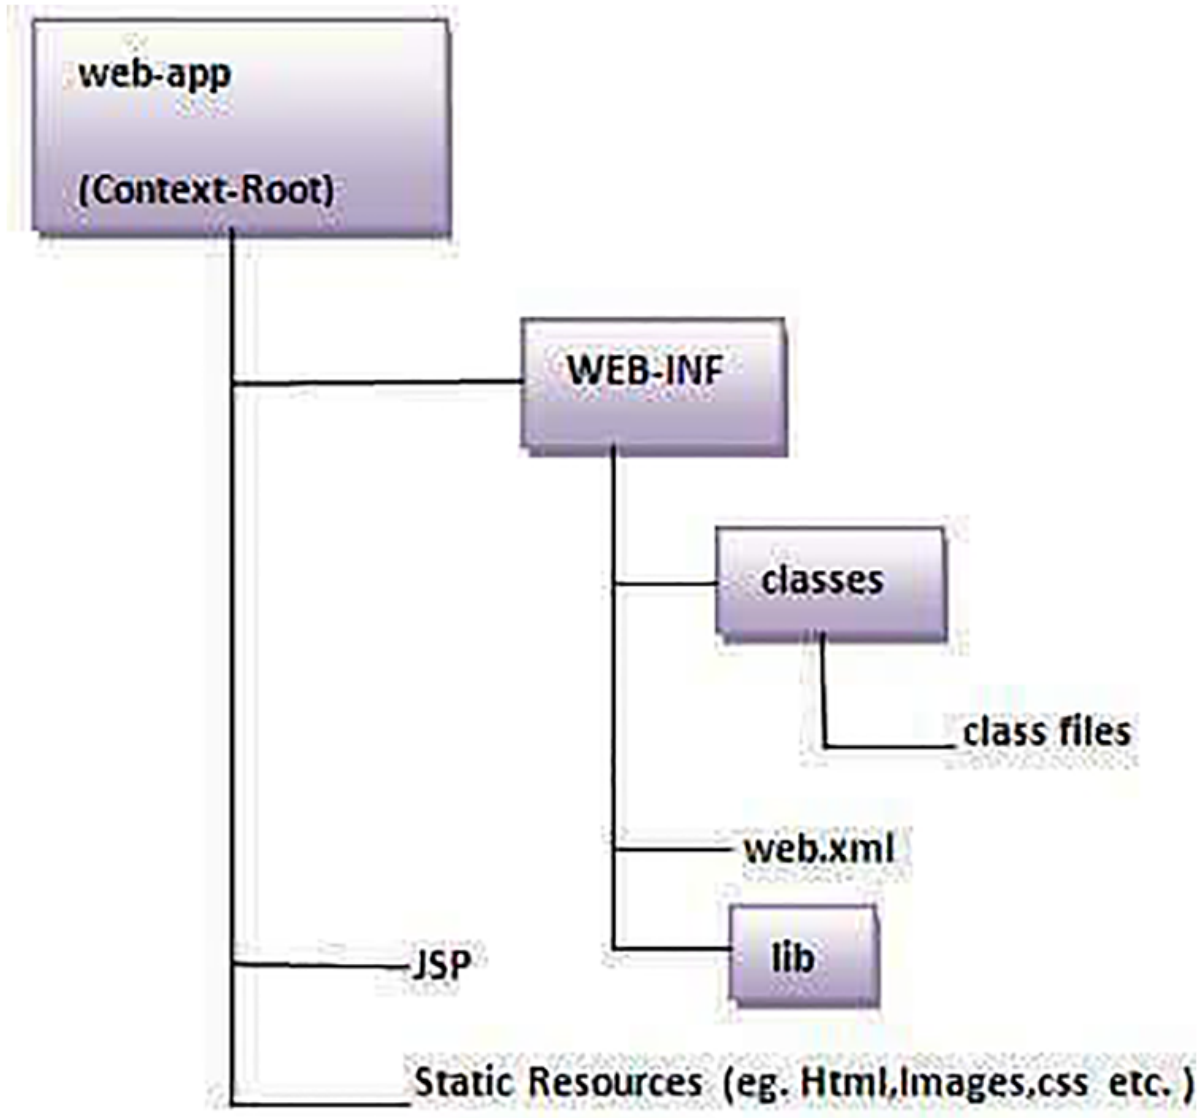 web-app
(Context-Root)
WEB-INF
classes
class files
web.xml
lib
JSP
Static Resources (eg. Html,Images,css etc. )